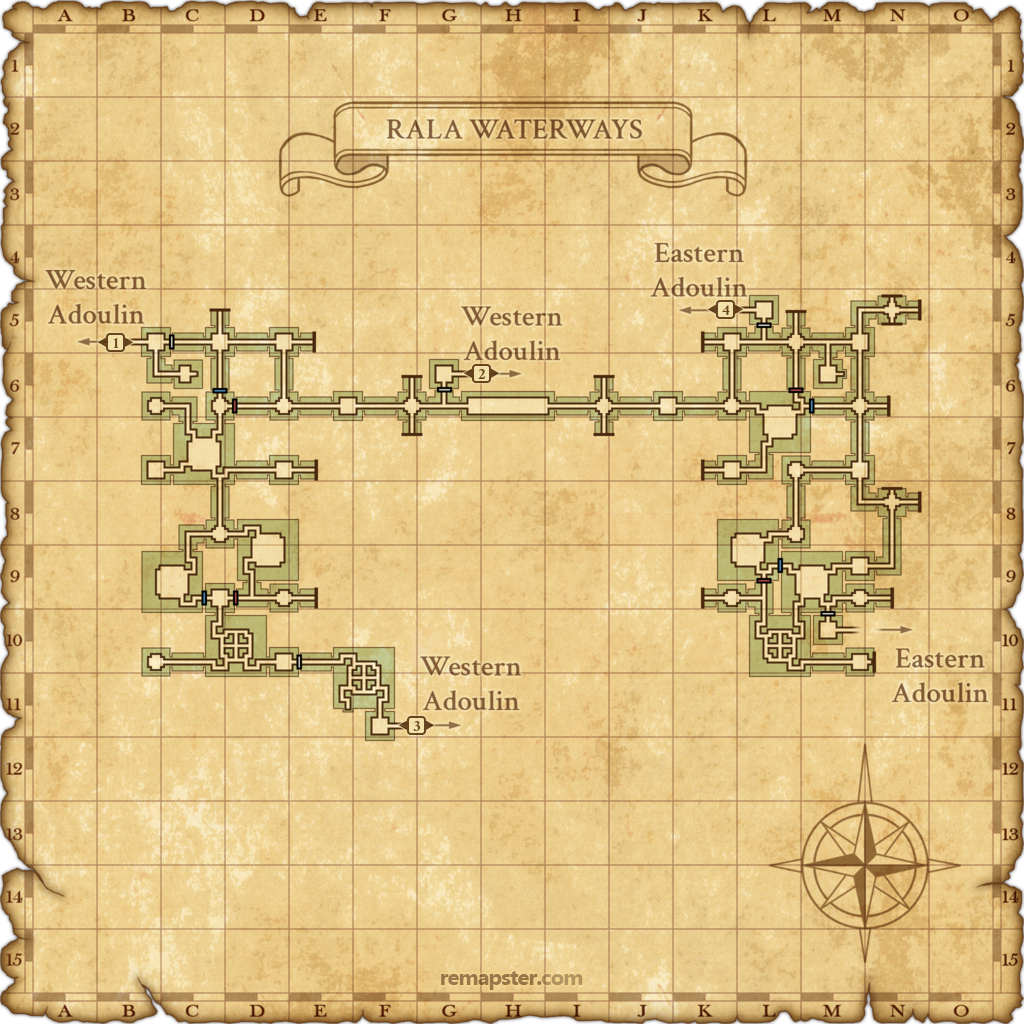 A B C D E F G H I J K L M N O
1 1
RALA WATERWAYS
2 2
3 3
4 4
Eastern
Adoulin
4
Western
Adoulin
1
5 5
Western
Adoulin
2
6 6
7 7
8 8
9 9
10 10
Western
Adoulin
3
Eastern
Adoulin
11 11
12 12
13 13
14 14
15 15
remapster.com
A B C D E F G H I J K L M N O